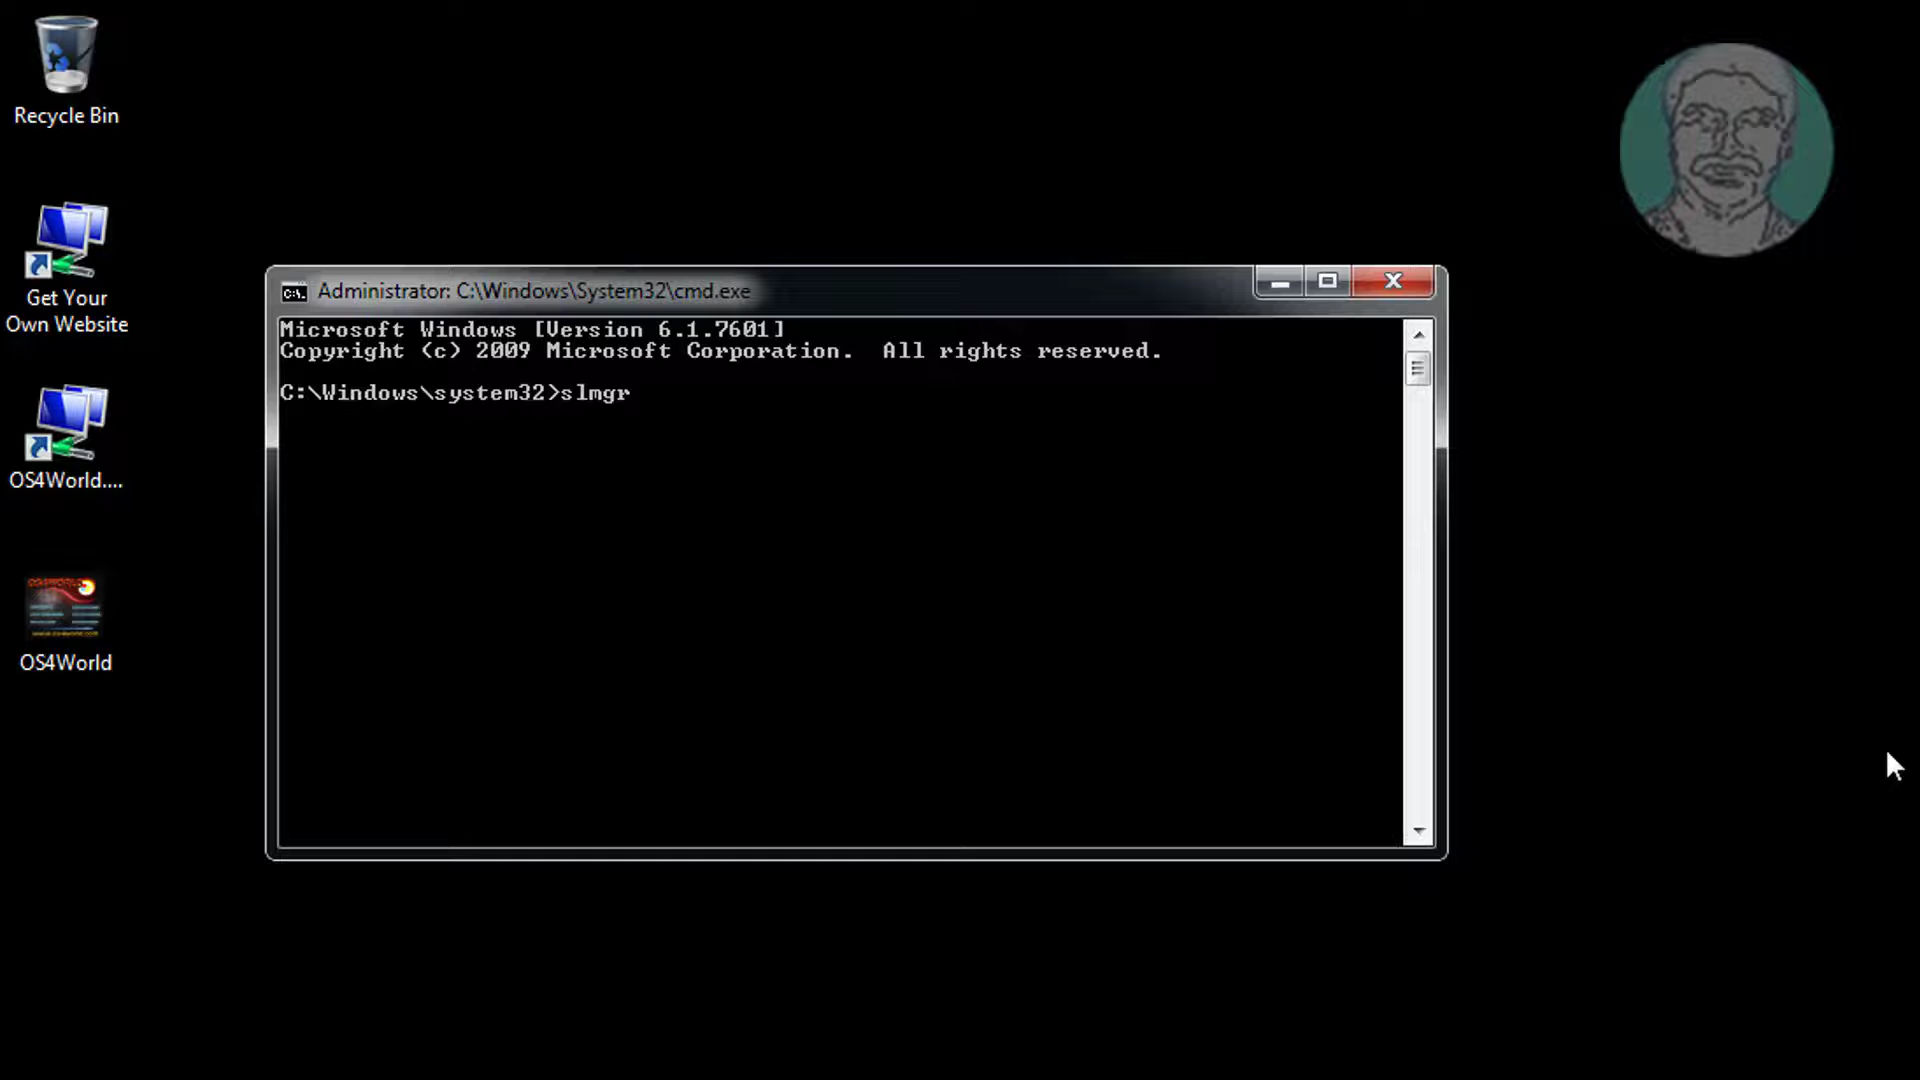 Recycle Bin
Get Your
Own Website
OS4World....
OS4World
Administrator: C:\Windows\System32\cmd.exe
Microsoft Windows [Version 6.1.7601]
Copyright (c) 2009 Microsoft Corporation.  All rights reserved.
C:\Windows\system32>slmgr